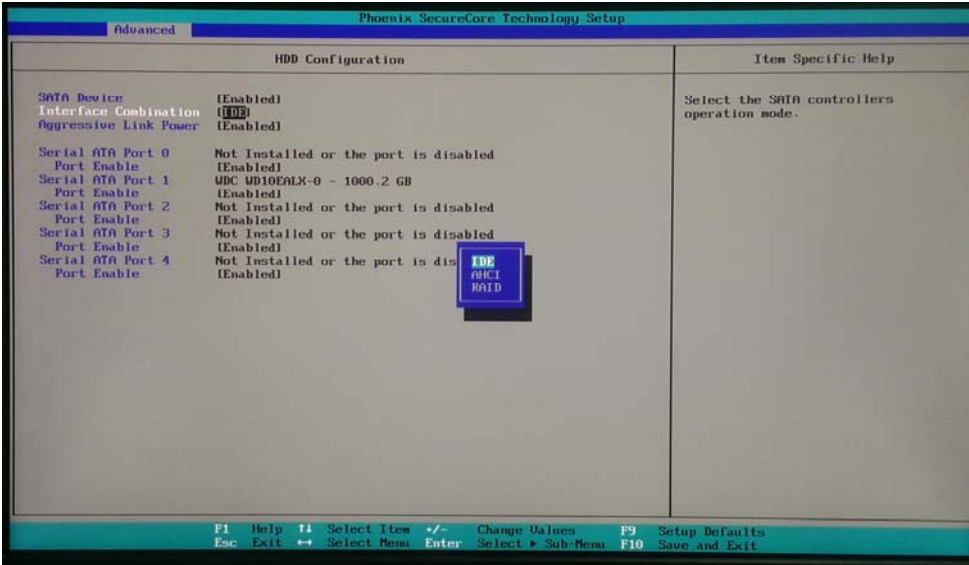 Phoenix SecureCore Technology Setup
Advanced
HDD Configuration
Item Specific Help
SATA Device [Enabled]
Interface Combination [IDE]
Aggressive Link Power [Enabled]
Serial ATA Port 0 Not Installed or the port is disabled
Port Enable [Enabled]
Serial ATA Port 1 WDC WD10EALX-0 - 1000.2 GB
Port Enable [Enabled]
Serial ATA Port 2 Not Installed or the port is disabled
Port Enable [Enabled]
Serial ATA Port 3 Not Installed or the port is disabled
Port Enable [Enabled]
Serial ATA Port 4 Not Installed or the port is dis
Port Enable [Enabled]
IDE
AHCI
RAID
Select the SATA controllers
operation mode.
F1 Help ↑↓ Select Item +/- Change Values F9 Setup Defaults
Esc Exit ↔ Select Menu Enter Select ▶ Sub-Menu F10 Save and Exit